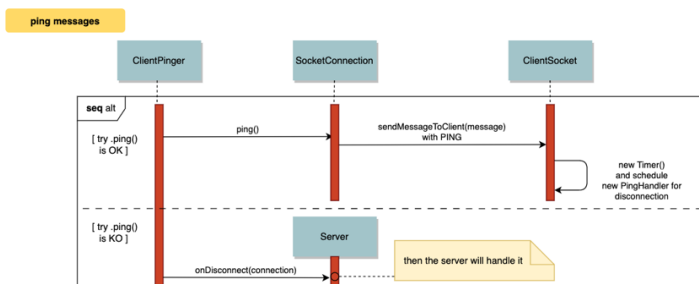 ping messages
ClientPinger
SocketConnection
ClientSocket
seq alt
[ try .ping()
is OK ]
ping()
sendMessageToClient(message)
with PING
new Timer()
and schedule
new PingHandler for
disconnection
[ try .ping()
is KO ]
Server
onDisconnect(connection)
then the server will handle it